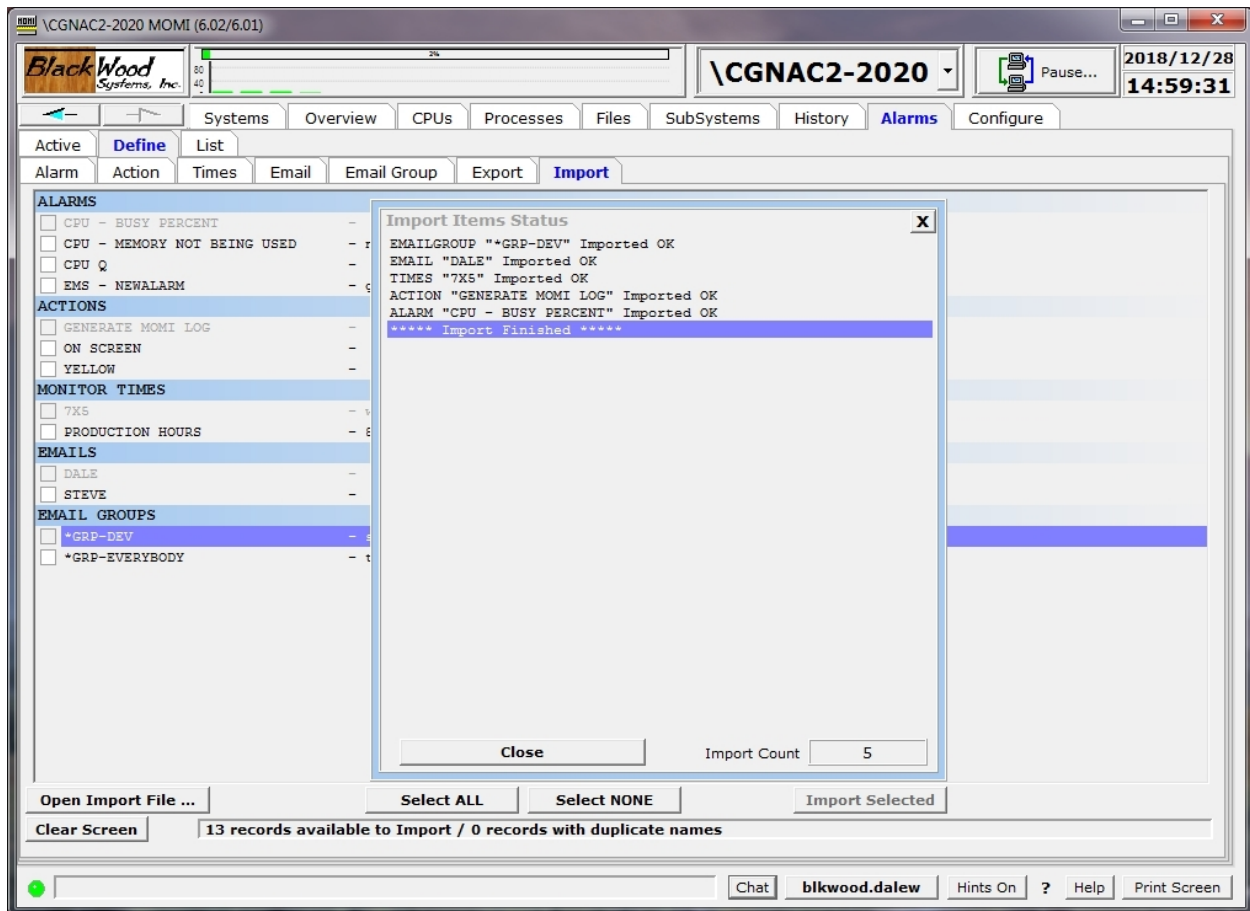 \CGNAC2-2020 MOMI (6.02/6.01)
BlackWood
Systems, Inc.
2%
80
40
\CGNAC2-2020
Pause...
2018/12/28
14:59:31
Systems Overview CPUs Processes Files SubSystems History Alarms Configure
Active Define List
Alarm Action Times Email Email Group Export Import
ALARMS
CPU - BUSY PERCENT -
CPU - MEMORY NOT BEING USED - r
CPU Q -
EMS - NEWALARM - g
ACTIONS
GENERATE MOMI LOG -
ON SCREEN -
YELLOW -
MONITOR TIMES
7X5 - w
PRODUCTION HOURS - 8
EMAILS
DALE -
STEVE -
EMAIL GROUPS
*GRP-DEV - s
*GRP-EVERYBODY - t
Import Items Status X
EMAILGROUP "*GRP-DEV" Imported OK
EMAIL "DALE" Imported OK
TIMES "7X5" Imported OK
ACTION "GENERATE MOMI LOG" Imported OK
ALARM "CPU - BUSY PERCENT" Imported OK
***** Import Finished *****
Close Import Count 5
Open Import File ... Select ALL Select NONE Import Selected
Clear Screen 13 records available to Import / 0 records with duplicate names
Chat blkwood.dalew Hints On ? Help Print Screen